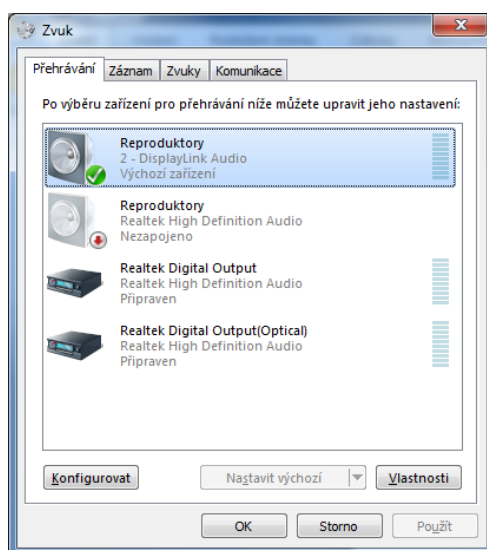 Zvuk
Přehrávání Záznam Zvuky Komunikace
Po výběru zařízení pro přehrávání níže můžete upravit jeho nastavení:
Reproduktory
2 - DisplayLink Audio
Výchozí zařízení
Reproduktory
Realtek High Definition Audio
Nezapojeno
Realtek Digital Output
Realtek High Definition Audio
Připraven
Realtek Digital Output(Optical)
Realtek High Definition Audio
Připraven
Konfigurovat Nastavit výchozí Vlastnosti
OK Storno Použít